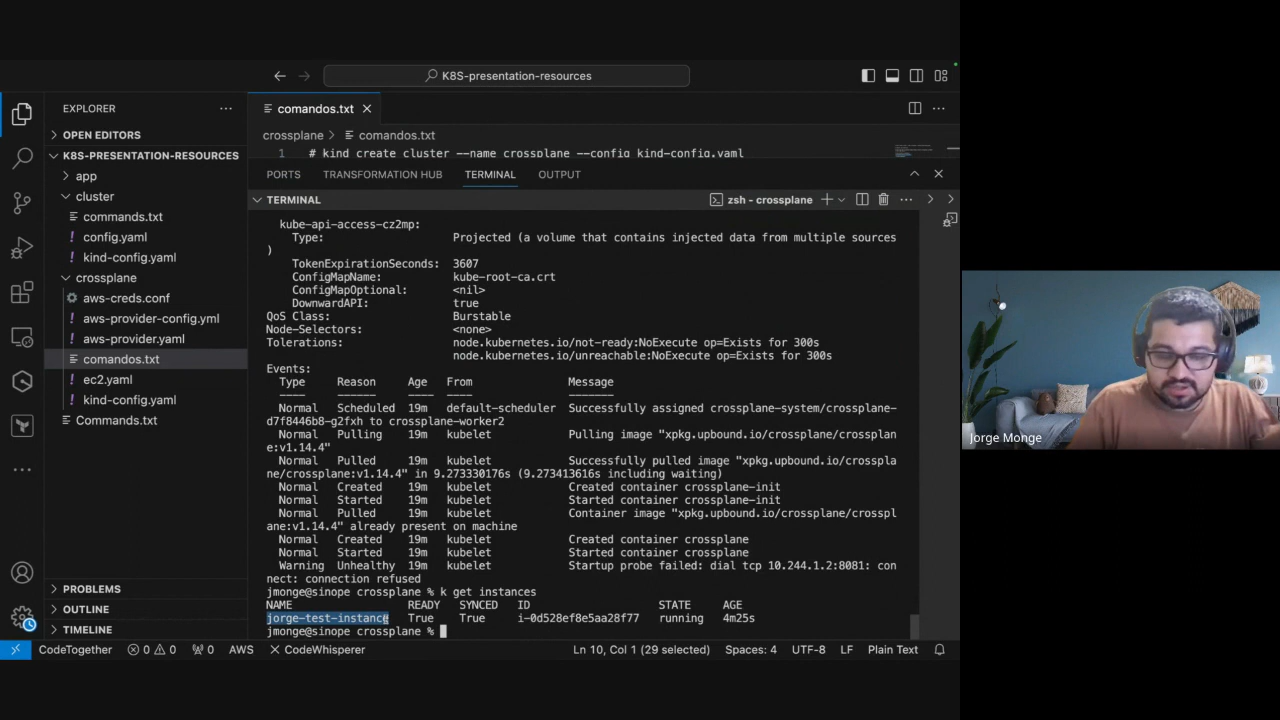 K8S-presentation-resources
EXPLORER
comandos.txt
OPEN EDITORS
crossplane > comandos.txt
K8S-PRESENTATION-RESOURCES
1 # kind create cluster --name crossplane --config kind-config.yaml
app
cluster
commands.txt
config.yaml
kind-config.yaml
crossplane
aws-creds.conf
aws-provider-config.yml
aws-provider.yaml
comandos.txt
ec2.yaml
kind-config.yaml
Commands.txt
PROBLEMS
OUTLINE
TIMELINE
PORTS TRANSFORMATION HUB TERMINAL OUTPUT
TERMINAL
zsh - crossplane
kube-api-access-cz2mp:
Type: Projected (a volume that contains injected data from multiple sources
)
TokenExpirationSeconds: 3607
ConfigMapName: kube-root-ca.crt
ConfigMapOptional: <nil>
DownwardAPI: true
QoS Class: Burstable
Node-Selectors: <none>
Tolerations: node.kubernetes.io/not-ready:NoExecute op=Exists for 300s
node.kubernetes.io/unreachable:NoExecute op=Exists for 300s
Events:
Type Reason Age From Message
---- ------ ---- ---- -------
Normal Scheduled 19m default-scheduler Successfully assigned crossplane-system/crossplane-
d7f8446b8-g2fxh to crossplane-worker2
Normal Pulling 19m kubelet Pulling image "xpkg.upbound.io/crossplane/crossplan
e:v1.14.4"
Normal Pulled 19m kubelet Successfully pulled image "xpkg.upbound.io/crosspla
ne/crossplane:v1.14.4" in 9.273330176s (9.273413616s including waiting)
Normal Created 19m kubelet Created container crossplane-init
Normal Started 19m kubelet Started container crossplane-init
Normal Pulled 19m kubelet Container image "xpkg.upbound.io/crossplane/crosspl
ane:v1.14.4" already present on machine
Normal Created 19m kubelet Created container crossplane
Normal Started 19m kubelet Started container crossplane
Warning Unhealthy 19m kubelet Startup probe failed: dial tcp 10.244.1.2:8081: con
nect: connection refused
jmonge@sinope crossplane % k get instances
NAME READY SYNCED ID STATE AGE
jorge-test-instance True True i-0d528ef8e5aa28f77 running 4m25s
jmonge@sinope crossplane %
CodeTogether 0 0 0 AWS CodeWhisperer Ln 10, Col 1 (29 selected) Spaces: 4 UTF-8 LF Plain Text
Jorge Monge